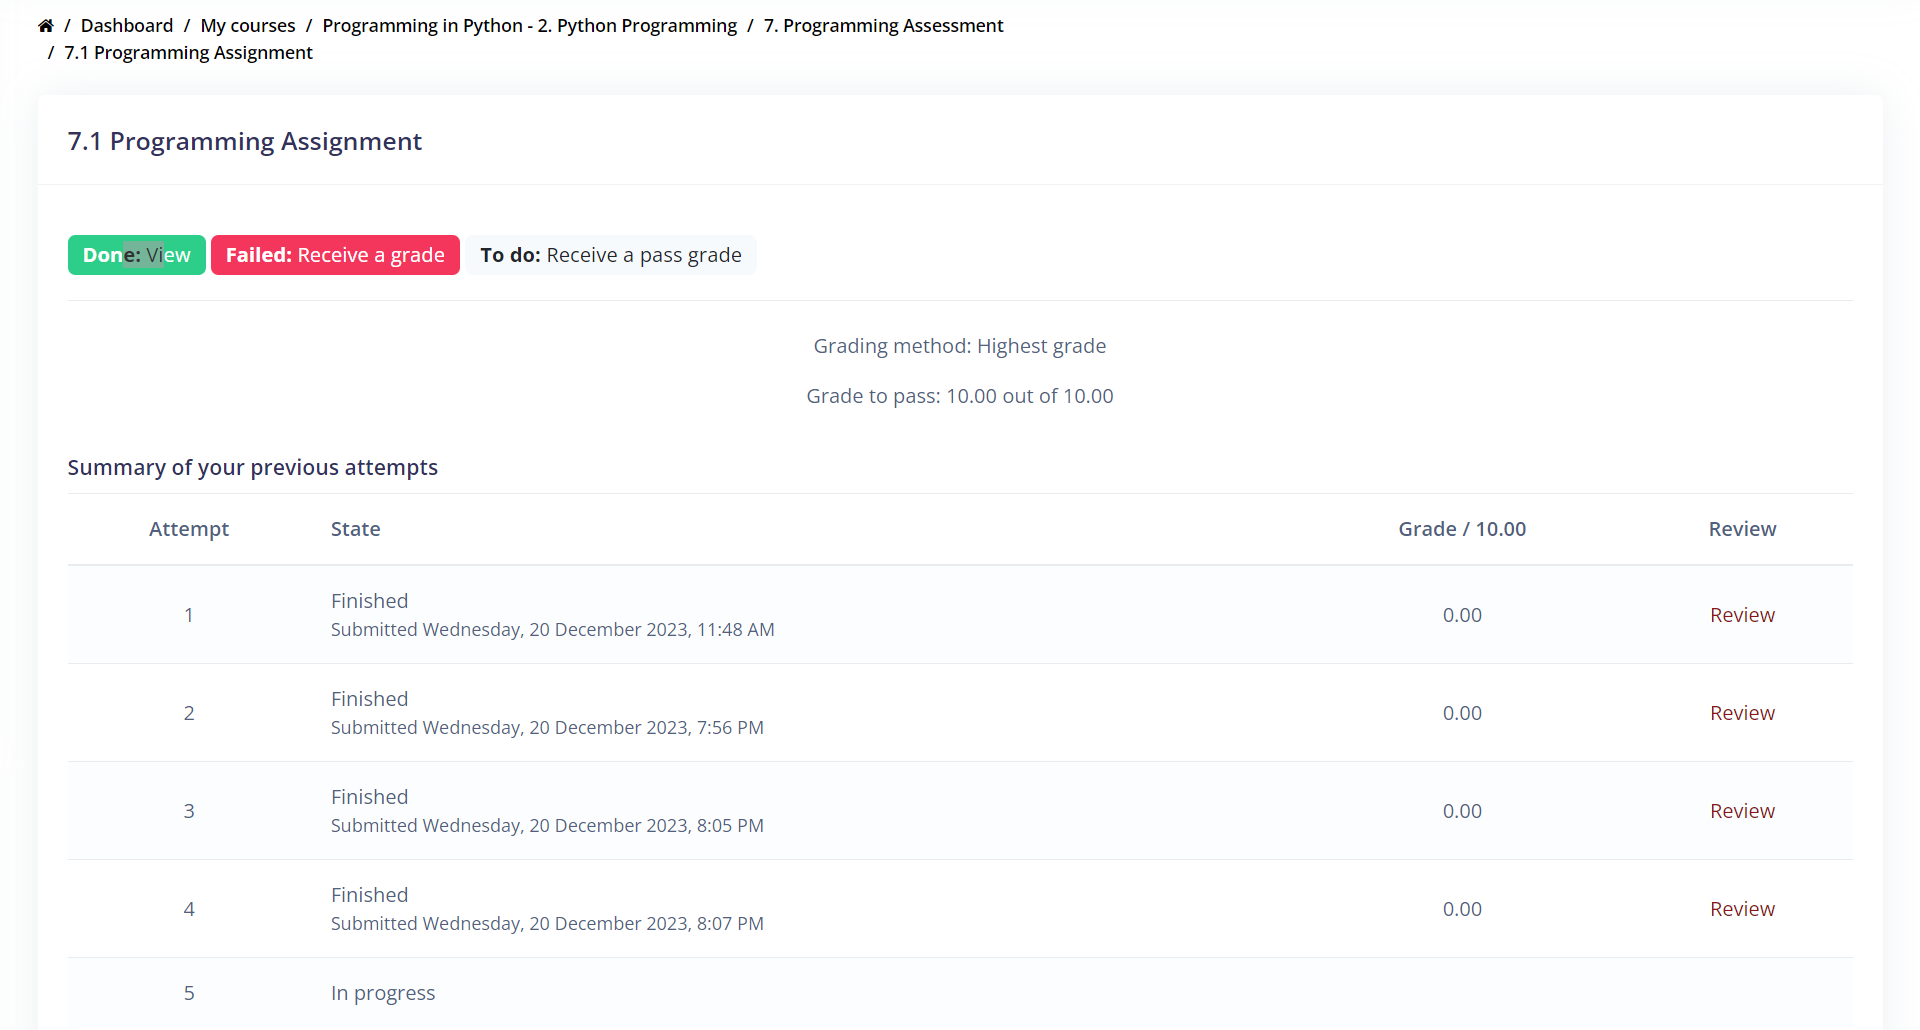 / Dashboard / My courses / Programming in Python - 2. Python Programming / 7. Programming Assessment
/ 7.1 Programming Assignment
7.1 Programming Assignment
Done: View Failed: Receive a grade To do: Receive a pass grade
Grading method: Highest grade
Grade to pass: 10.00 out of 10.00
Summary of your previous attempts
Attempt State Grade / 10.00 Review
1 Finished 0.00 Review
Submitted Wednesday, 20 December 2023, 11:48 AM
2 Finished 0.00 Review
Submitted Wednesday, 20 December 2023, 7:56 PM
3 Finished 0.00 Review
Submitted Wednesday, 20 December 2023, 8:05 PM
4 Finished 0.00 Review
Submitted Wednesday, 20 December 2023, 8:07 PM
5 In progress